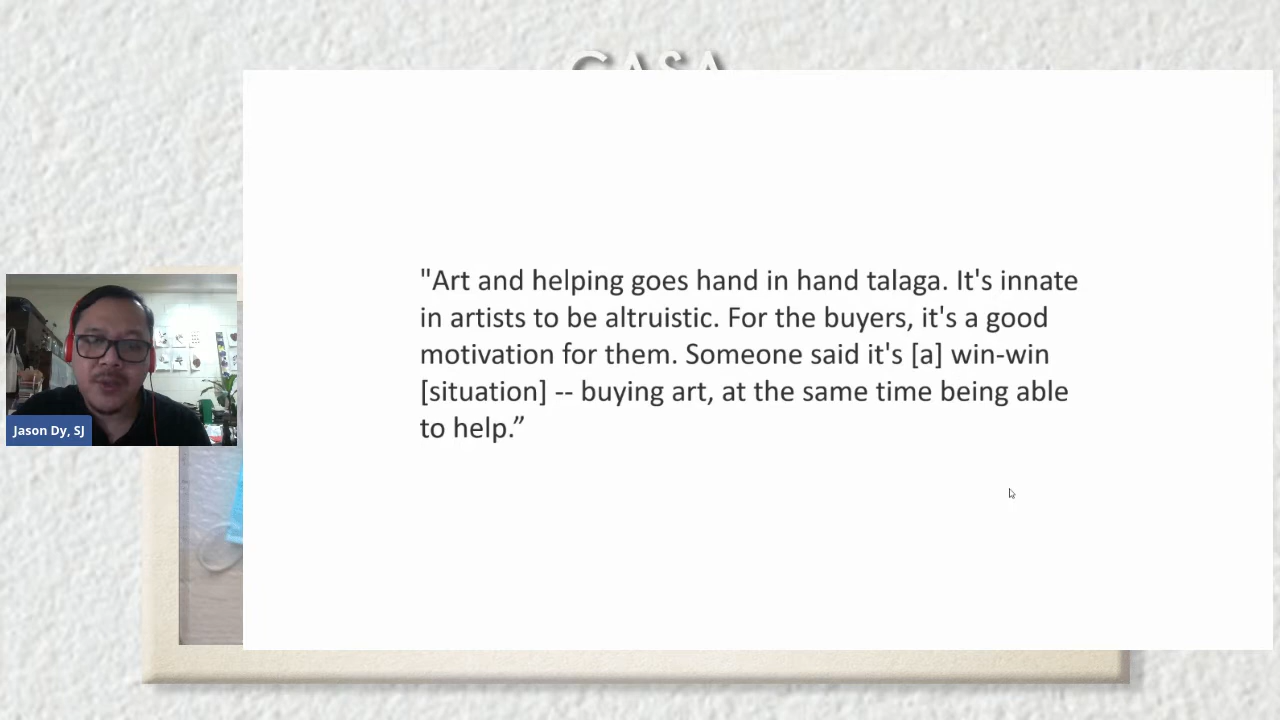 "Art and helping goes hand in hand talaga. It's innate
in artists to be altruistic. For the buyers, it's a good
motivation for them. Someone said it's [a] win-win
[situation] -- buying art, at the same time being able
to help.”
Jason Dy, SJ